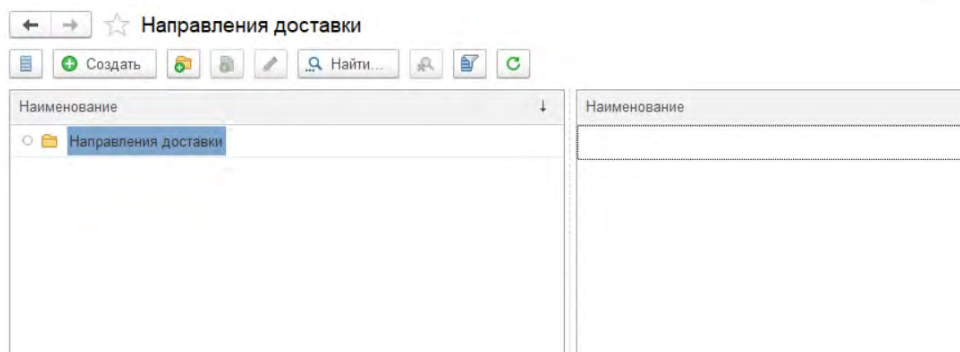 Направления доставки
Создать
Найти...
Наименование
Наименование
Направления доставки